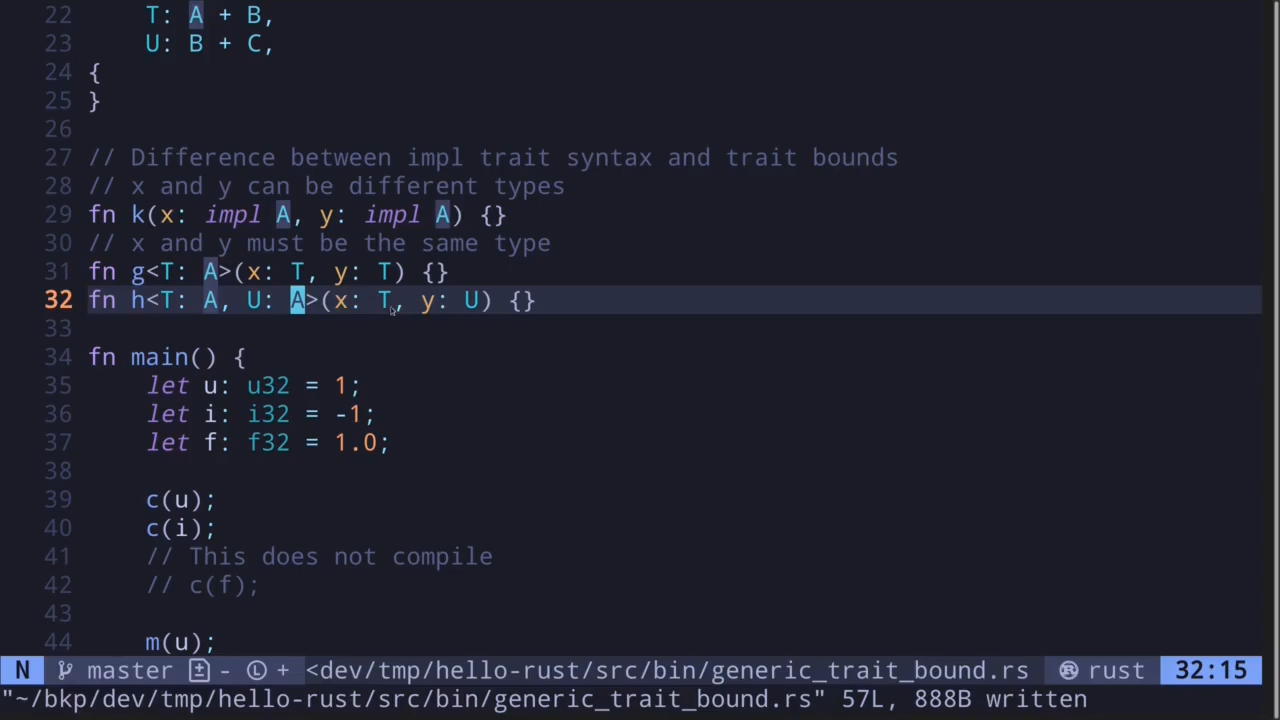 22     T: A + B,
23     U: B + C,
24 {
25 }
26
27 // Difference between impl trait syntax and trait bounds
28 // x and y can be different types
29 fn k(x: impl A, y: impl A) {}
30 // x and y must be the same type
31 fn g<T: A>(x: T, y: T) {}
32 fn h<T: A, U: A>(x: T, y: U) {}
33
34 fn main() {
35     let u: u32 = 1;
36     let i: i32 = -1;
37     let f: f32 = 1.0;
38
39     c(u);
40     c(i);
41     // This does not compile
42     // c(f);
43
44     m(u);
N master - L + <dev/tmp/hello-rust/src/bin/generic_trait_bound.rs rust 32:15
"~/bkp/dev/tmp/hello-rust/src/bin/generic_trait_bound.rs" 57L, 888B written